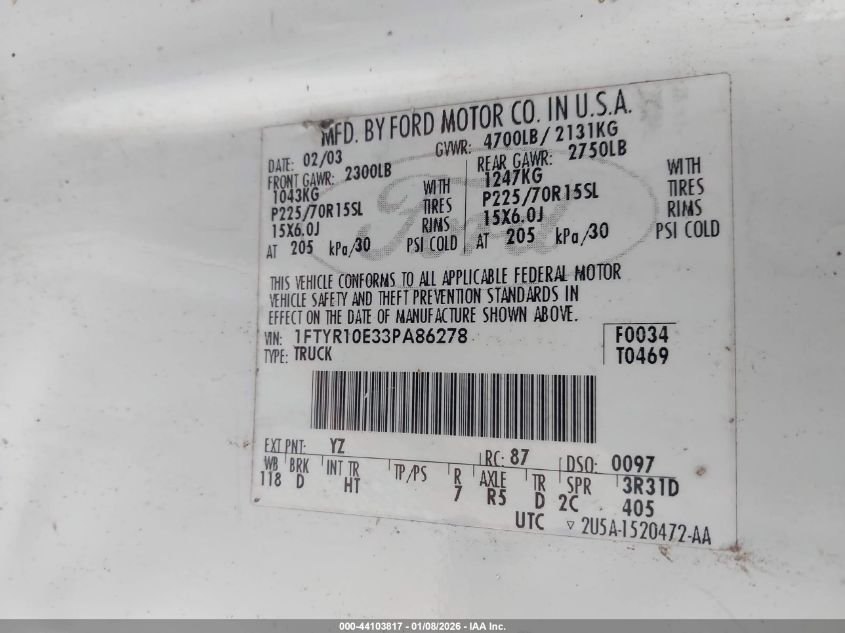 MFD. BY FORD MOTOR CO. IN U.S.A.
DATE: 02/03 GVWR: 4700LB/ 2131KG
FRONT GAWR: 2300LB REAR GAWR: 2750LB
1043KG WITH 1247KG WITH
P225/70R15SL TIRES P225/70R15SL TIRES
15X6.0J RIMS 15X6.0J RIMS
AT 205 kPa/30 PSI COLD AT 205 kPa/30 PSI COLD
Ford
THIS VEHICLE CONFORMS TO ALL APPLICABLE FEDERAL MOTOR
VEHICLE SAFETY AND THEFT PREVENTION STANDARDS IN
EFFECT ON THE DATE OF MANUFACTURE SHOWN ABOVE.
VIN: 1FTYR10E33PA86278 F0034
TYPE: TRUCK T0469
EXT PNT: YZ RC: 87 DSO: 0097
WB BRK INT TR TP/PS R AXLE TR SPR 3R3TD
118 D HT 7 R5 D 2C 405
UTC ▽ 2U5A-1520472-AA
000-44103817 - 01/08/2026 - IAA Inc.